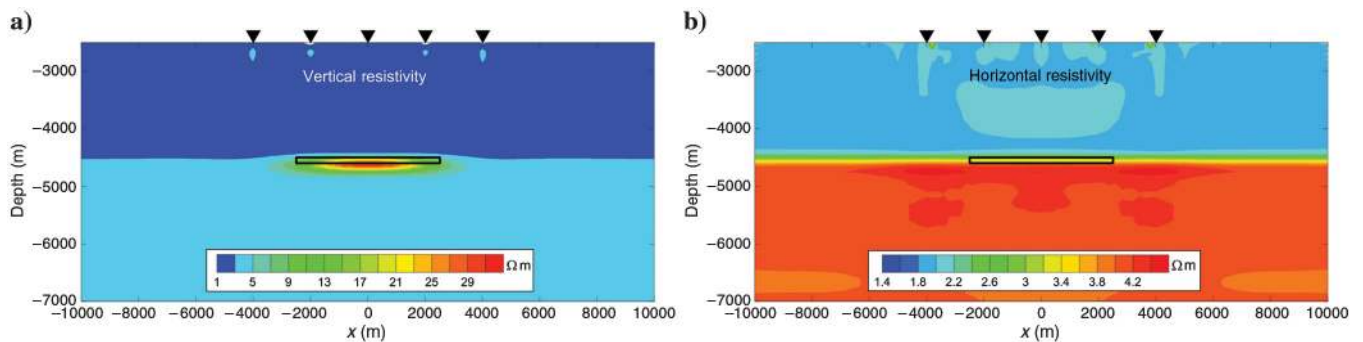 a)
Vertical resistivity
Depth (m)
−3000
−4000
−5000
−6000
−7000
Ωm
1 5 9 13 17 21 25 29
−10000 −8000 −6000 −4000 −2000 0 2000 4000 6000 8000 10000
x (m)
b)
Horizontal resistivity
Depth (m)
−3000
−4000
−5000
−6000
−7000
Ωm
1.4 1.8 2.2 2.6 3 3.4 3.8 4.2
−10000 −8000 −6000 −4000 −2000 0 2000 4000 6000 8000 10000
x (m)